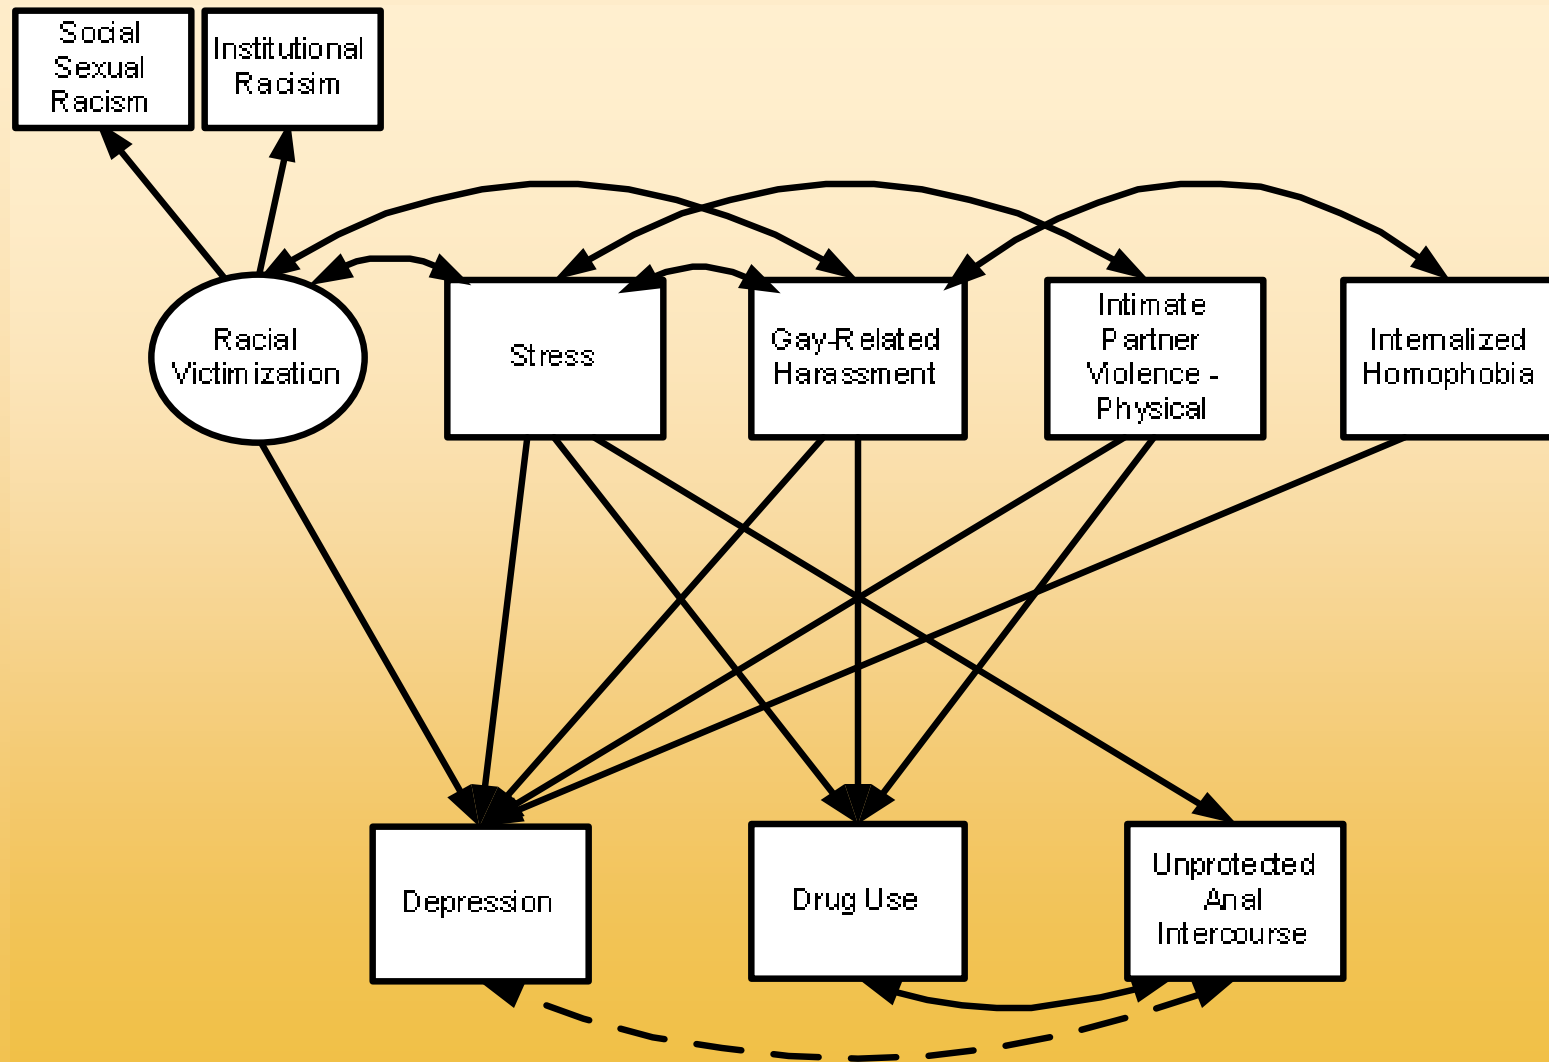 Social
Sexual
Racism
Institutional
Racisim
Racial
Victimization
Stress
Gay-Related
Harassment
Intimate
Partner
Violence -
Physical
Internalized
Homophobia
Depression
Drug Use
Unprotected
Anal
Intercourse